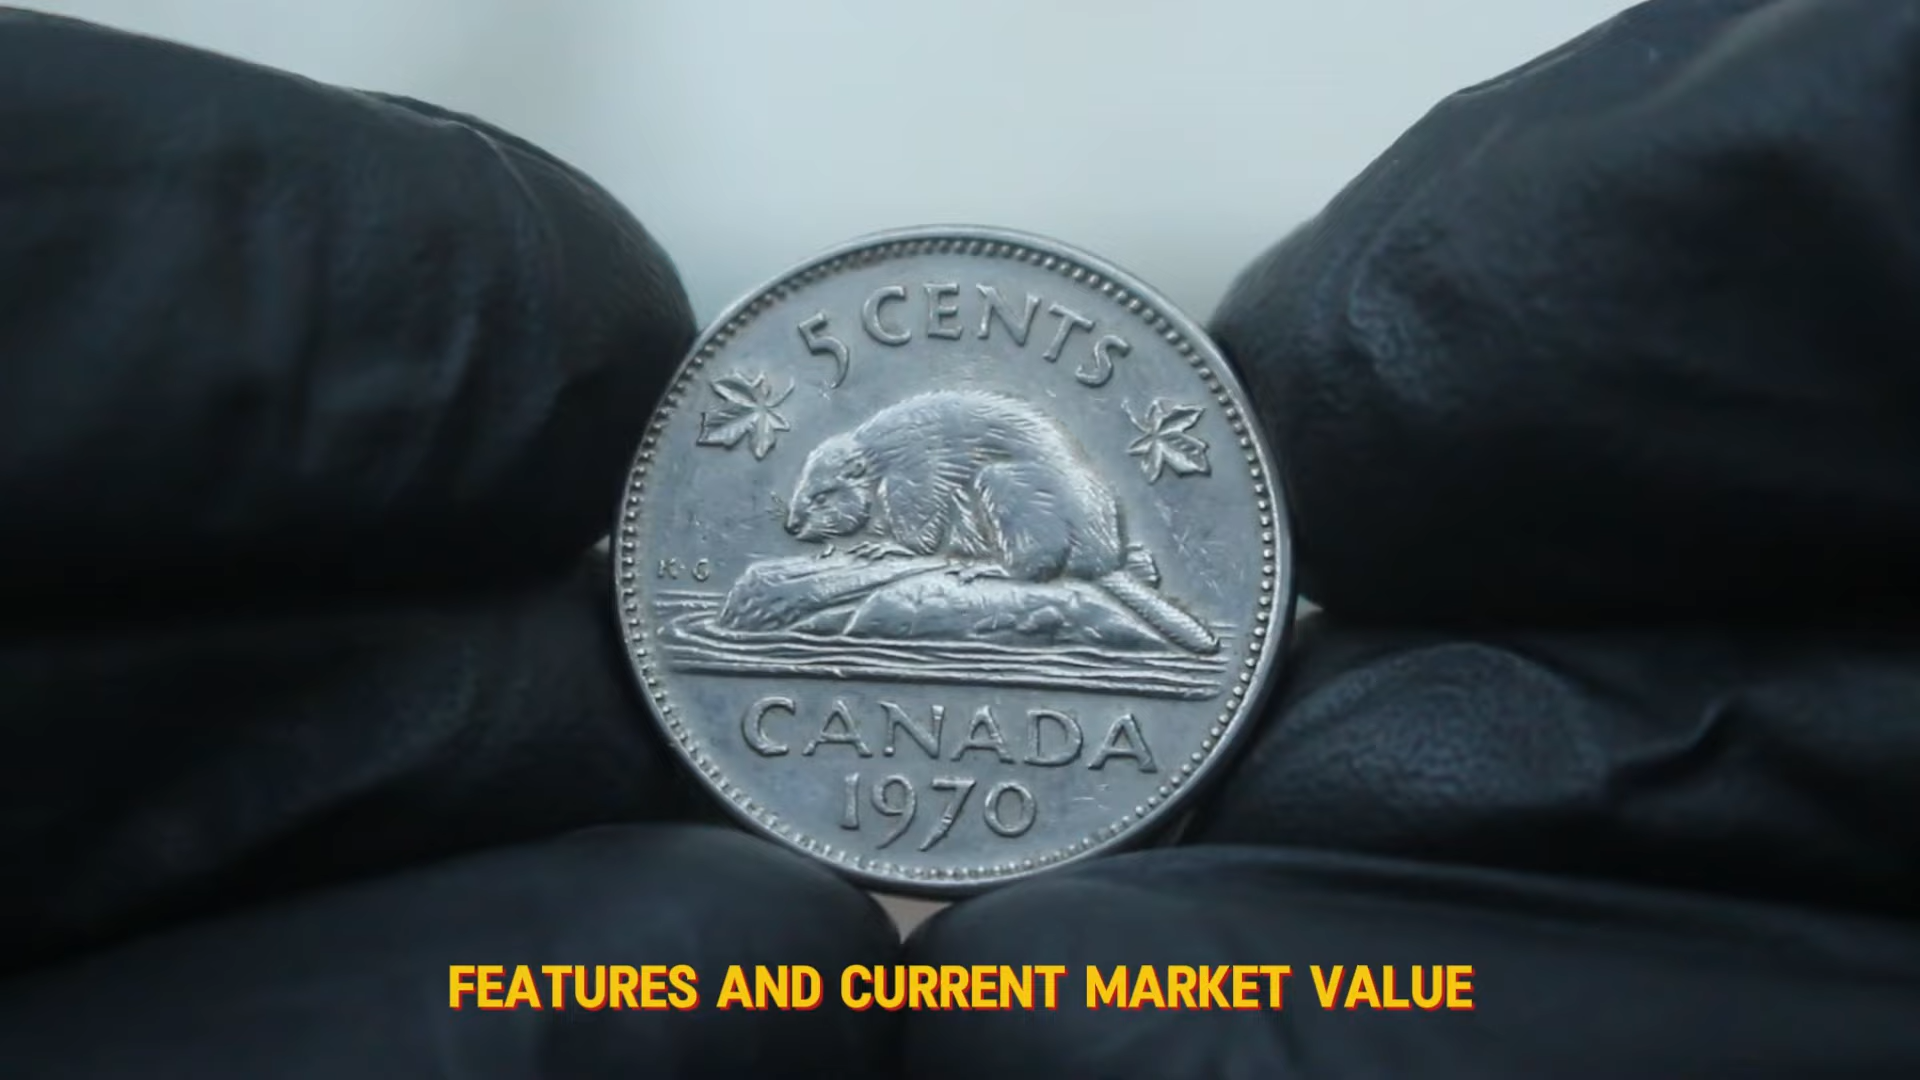 5 CENTS
K·G
CANADA
1970
FEATURES AND CURRENT MARKET VALUE